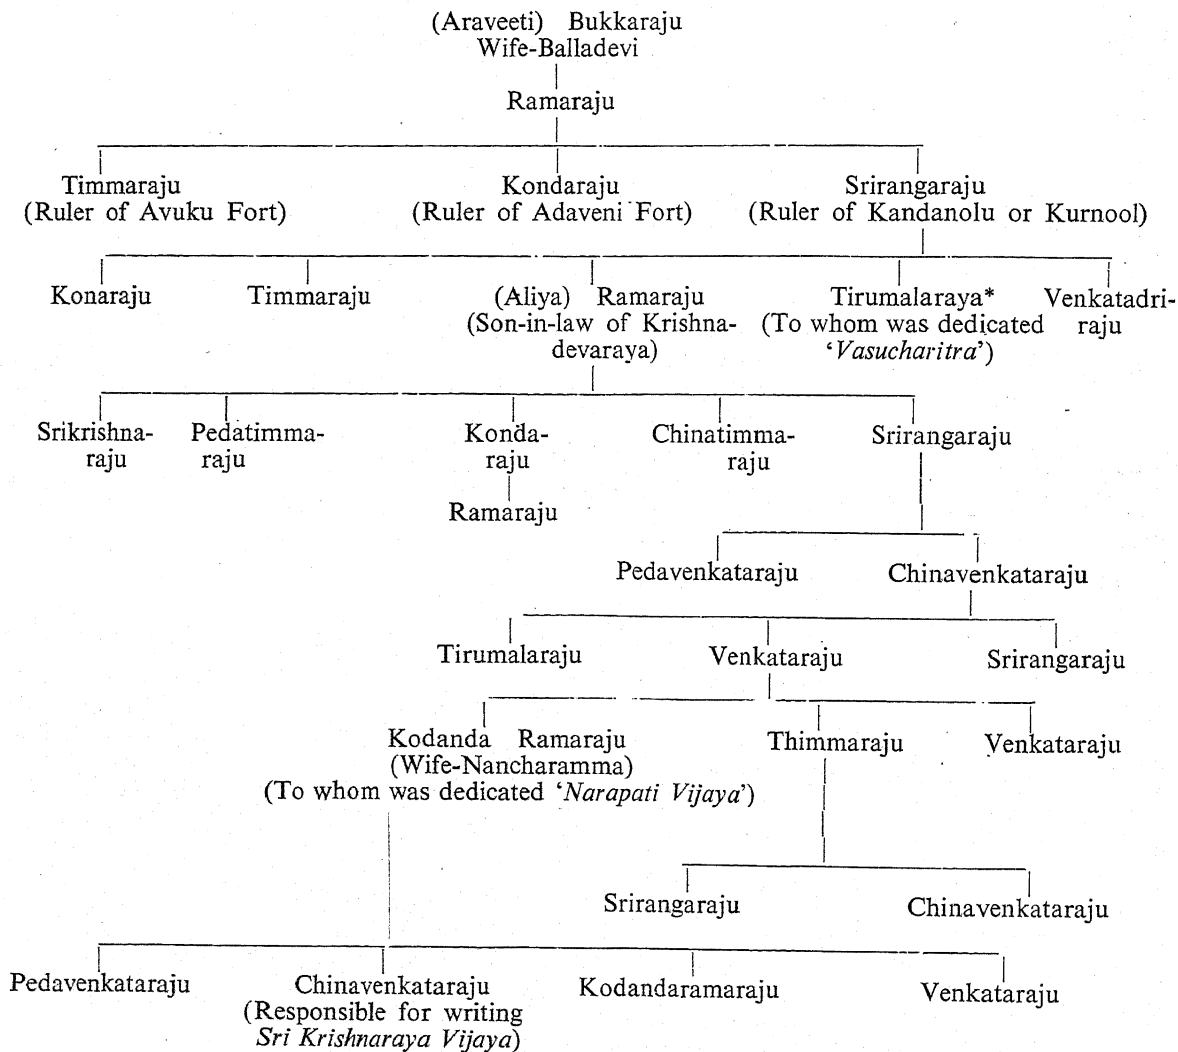 (Araveeti) Bukkaraju
Wife-Balladevi
Ramaraju
Timmaraju Kondaraju Srirangaraju
(Ruler of Avuku Fort) (Ruler of Adaveni Fort) (Ruler of Kandanolu or Kurnool)
Konaraju Timmaraju (Aliya) Ramaraju Tirumalaraya* Venkatadri-
(Son-in-law of Krishna- (To whom was dedicated raju
devaraya) ‘Vasucharitra’)
Srikrishna- Pedatimma- Konda- Chinatimma- Srirangaraju
raju raju raju raju
Ramaraju
Pedavenkataraju Chinavenkataraju
Tirumalaraju Venkataraju Srirangaraju
Kodanda Ramaraju Thimmaraju Venkataraju
(Wife-Nancharamma)
(To whom was dedicated ‘Narapati Vijaya’)
Srirangaraju Chinavenkataraju
Pedavenkataraju Chinavenkataraju Kodandaramaraju Venkataraju
(Responsible for writing
Sri Krishnaraya Vijaya)